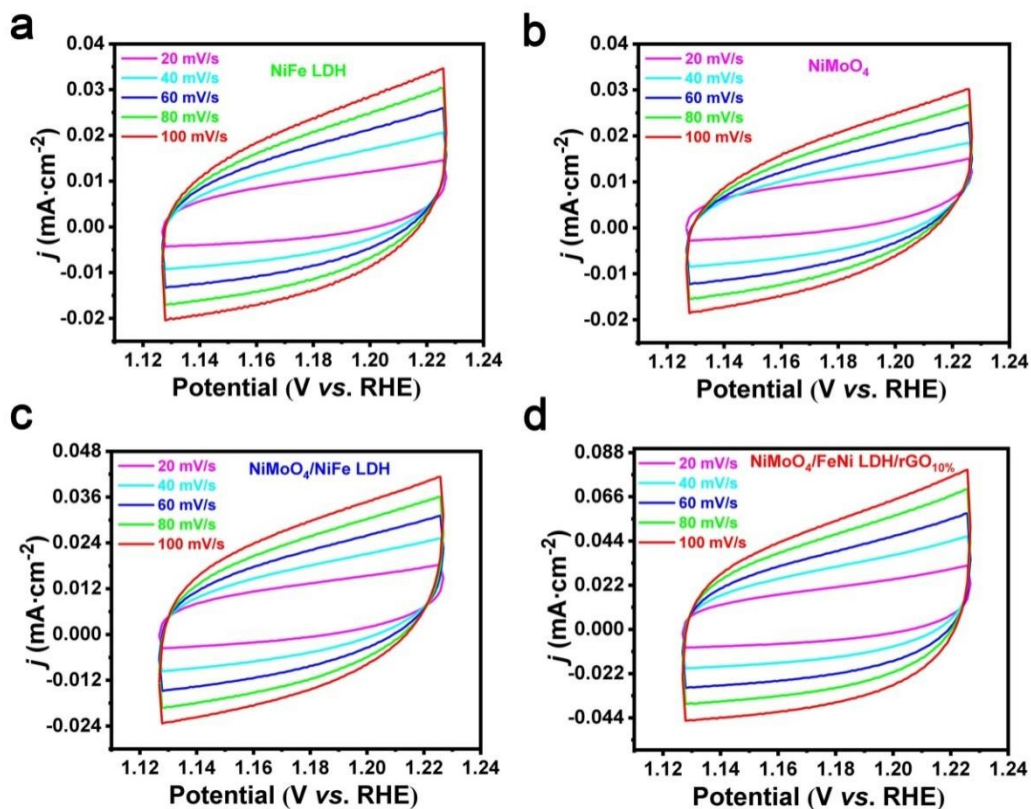 a
0.04
0.03
0.02
0.01
0.00
-0.01
-0.02
j (mA·cm⁻²)
20 mV/s
40 mV/s
60 mV/s
80 mV/s
100 mV/s
NiFe LDH
1.12 1.14 1.16 1.18 1.20 1.22 1.24
Potential (V vs. RHE)
b
0.04
0.03
0.02
0.01
0.00
-0.01
-0.02
j (mA·cm⁻²)
20 mV/s
40 mV/s
60 mV/s
80 mV/s
100 mV/s
NiMoO₄
1.12 1.14 1.16 1.18 1.20 1.22 1.24
Potential (V vs. RHE)
c
0.048
0.036
0.024
0.012
0.000
-0.012
-0.024
j (mA·cm⁻²)
20 mV/s
40 mV/s
60 mV/s
80 mV/s
100 mV/s
NiMoO₄/NiFe LDH
1.12 1.14 1.16 1.18 1.20 1.22 1.24
Potential (V vs. RHE)
d
0.088
0.066
0.044
0.022
0.000
-0.022
-0.044
j (mA·cm⁻²)
20 mV/s
40 mV/s
60 mV/s
80 mV/s
100 mV/s
NiMoO₄/FeNi LDH/rGO₁₀%
1.12 1.14 1.16 1.18 1.20 1.22 1.24
Potential (V vs. RHE)